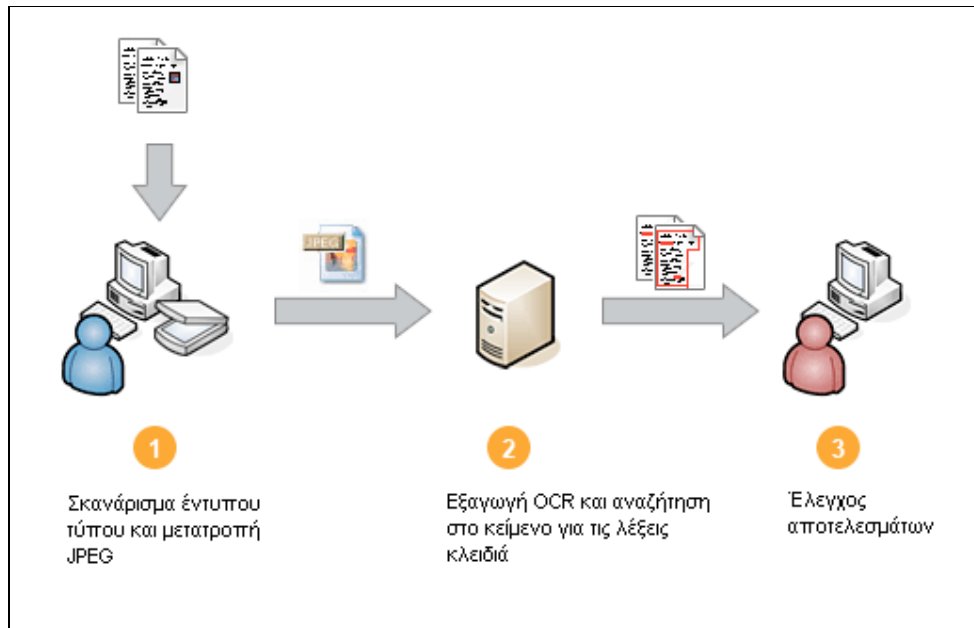 JPEG
1
2
3
Σκανάρισμα έντυπου
τύπου και μετατροπή
JPEG
Εξαγωγή OCR και αναζήτηση
στο κείμενο για τις λέξεις
κλειδιά
Έλεγχος
αποτελεσμάτων